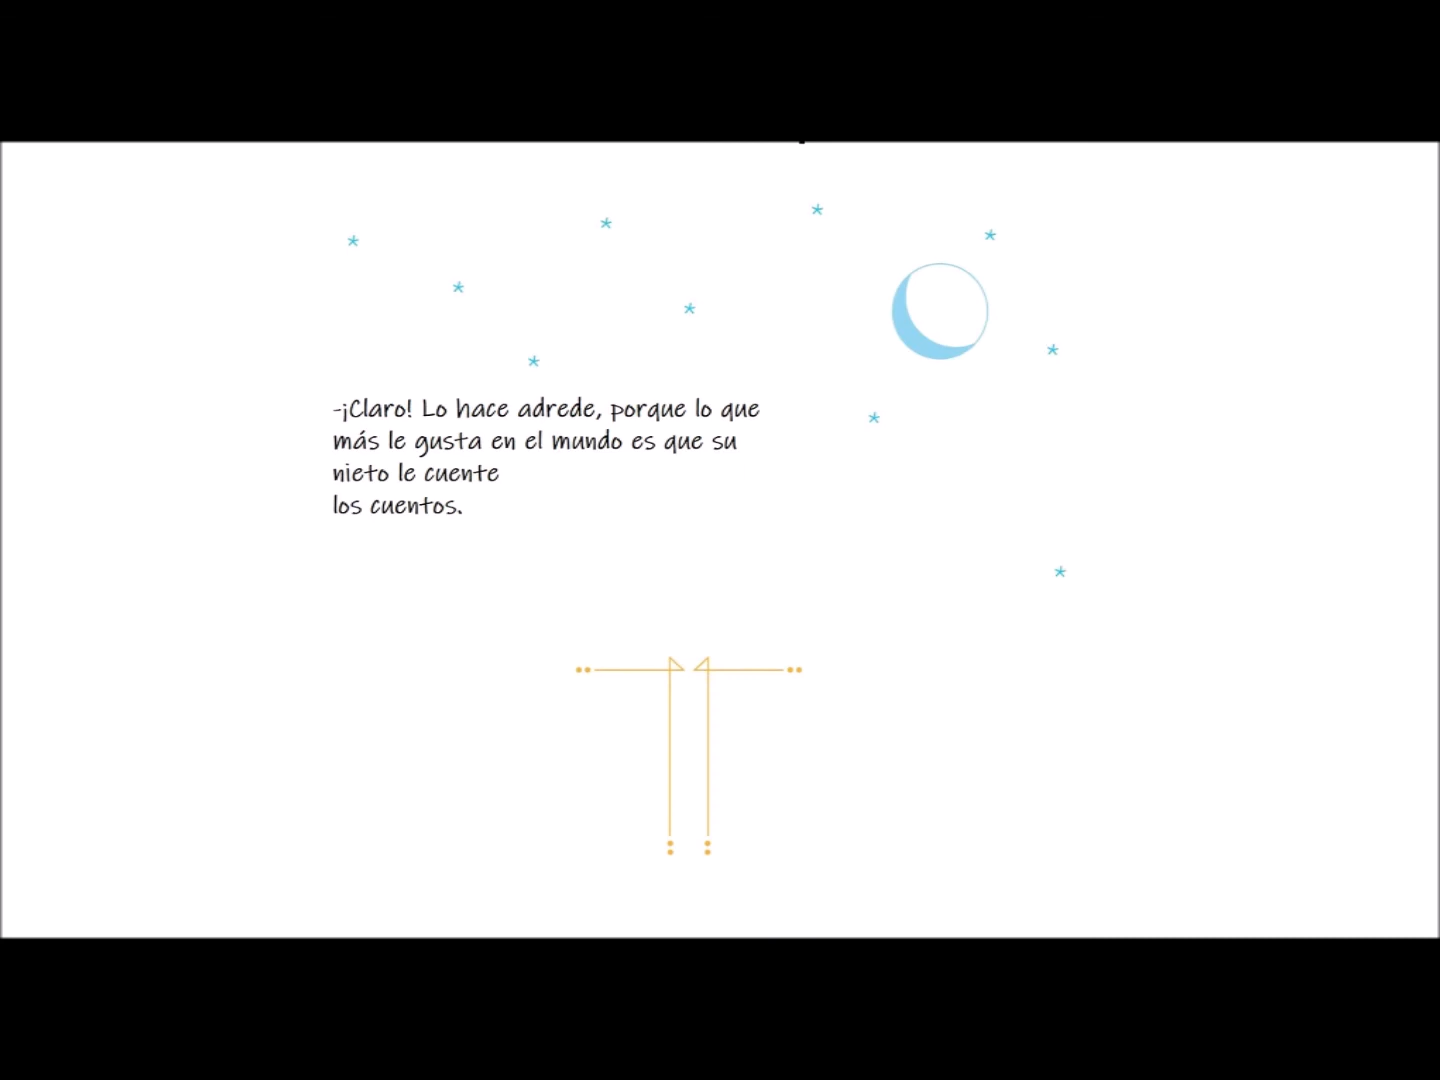 -¡Claro! Lo hace adrede, porque lo que
más le gusta en el mundo es que su
nieto le cuente
los cuentos.